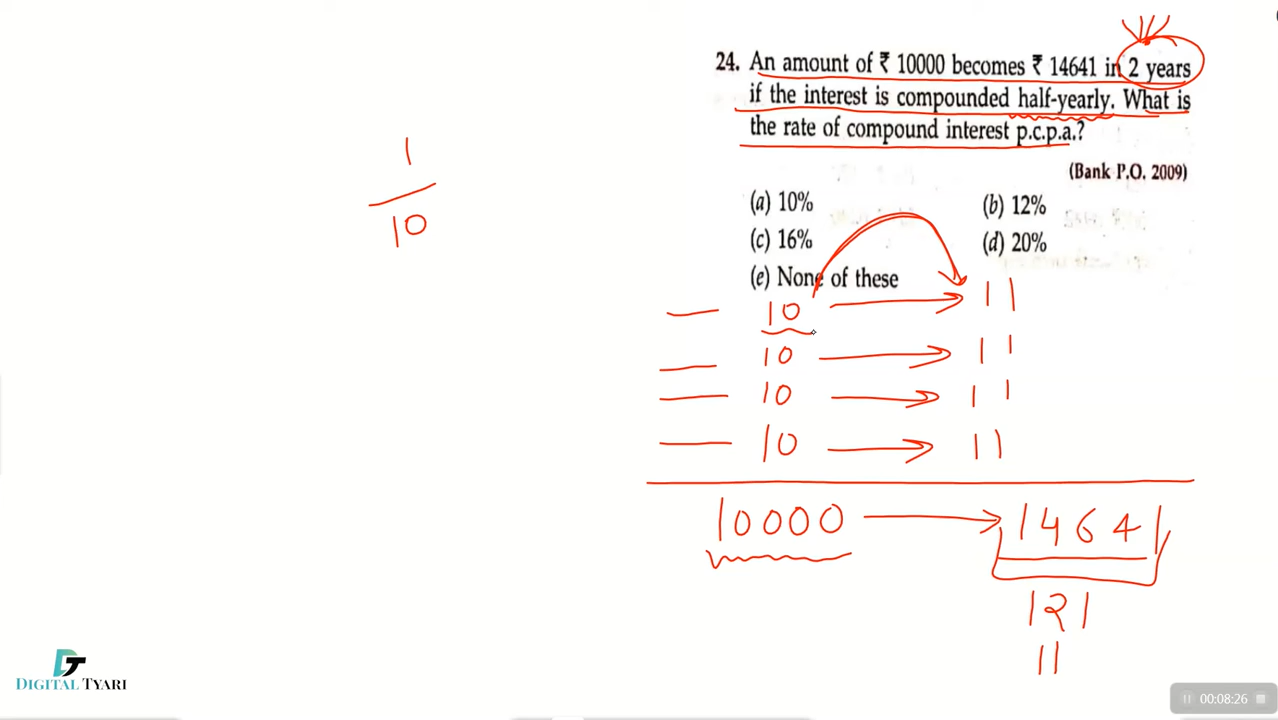 24. An amount of ₹ 10000 becomes ₹ 14641 in 2 years
if the interest is compounded half-yearly. What is
the rate of compound interest p.c.p.a.?
(Bank P.O. 2009)
(a) 10% (b) 12%
(c) 16% (d) 20%
(e) None of these
1
10
10 → 11
10 → 11
10 → 11
10 → 11
10000 → 14641
121
11
DT
DIGITAL TYARI
00:08:26